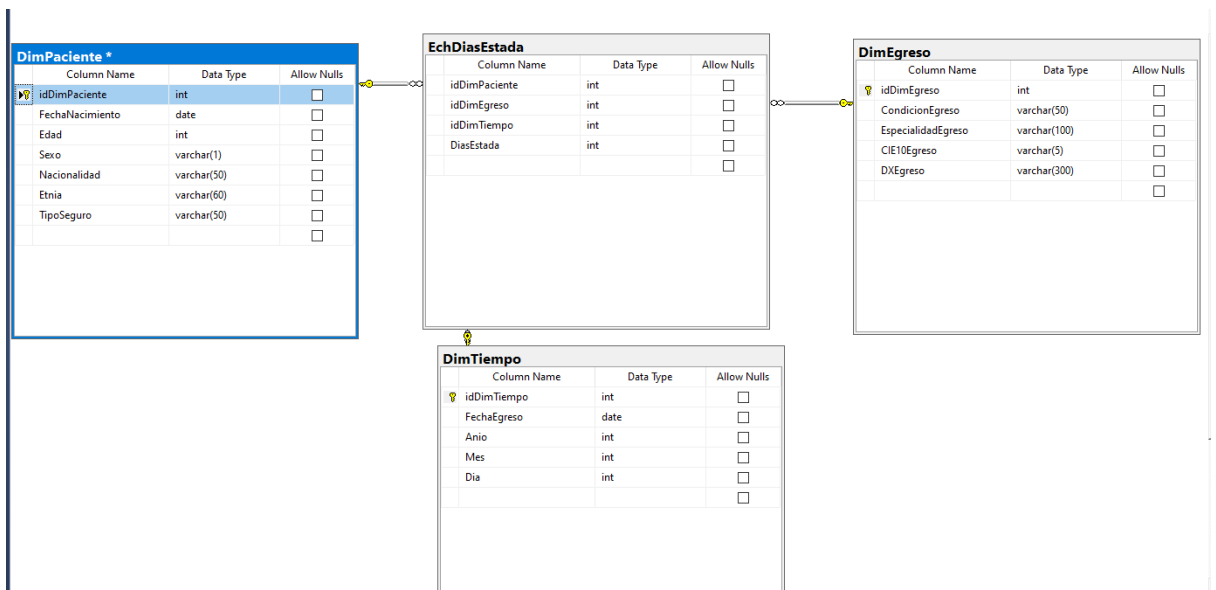 DimPaciente *
Column Name Data Type Allow Nulls
idDimPaciente int
FechaNacimiento date
Edad int
Sexo varchar(1)
Nacionalidad varchar(50)
Etnia varchar(60)
TipoSeguro varchar(50)
EchDiasEstada
Column Name Data Type Allow Nulls
idDimPaciente int
idDimEgreso int
idDimTiempo int
DiasEstada int
DimEgreso
Column Name Data Type Allow Nulls
idDimEgreso int
CondicionEgreso varchar(50)
EspecialidadEgreso varchar(100)
CIE10Egreso varchar(5)
DXEgreso varchar(300)
DimTiempo
Column Name Data Type Allow Nulls
idDimTiempo int
FechaEgreso date
Anio int
Mes int
Dia int